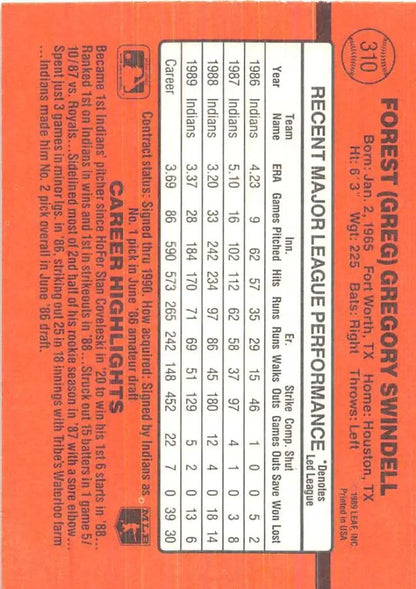 310
FOREST (GREG) GREGORY SWINDELL
Born: Jan. 2, 1965 Fort Worth, TX Home: Houston, TX
Ht: 6' 3" Wgt: 225 Bats: Right Throws: Left
1989 LEAF, INC.
Printed in USA
RECENT MAJOR LEAGUE PERFORMANCE
*Denotes
Led League
Inn. Er. Strike Comp. Shut
Year Team Name ERA Games Pitched Hits Runs Runs Walks Outs Games Outs Save Won Lost
1986 Indians 4.23 9 62 57 35 29 15 46 1 0 0 5 2
1987 Indians 5.10 16 102 112 62 58 37 97 4 1 0 3 8
1988 Indians 3.20 33 242 234 97 86 45 180 12 4 0 18 14
1989 Indians 3.37 28 184 170 71 69 51 129 5 2 0 13 6
Career 3.69 86 590 573 265 242 148 452 22 7 0 39 30
Contract status: Signed thru 1990. How acquired: Signed by Indians as
No. 1 pick in June '86 amateur draft
MLB
CAREER HIGHLIGHTS
Became 1st Indians' pitcher since HoFer Stan Coveleski in '20 to win his 1st 6 starts in '88...
Ranked 1st on Indians in wins and 1st in strikeouts in '88... Struck out 15 batters in 1 game 5/
10/87 vs. Royals... Sidelined most of 2nd half of his rookie season in '87 with a sore elbow...
Spent just 3 games in minor lgs. in '86, striking out 25 in 18 innings with Tribe's Waterloo farm
...Indians made him No. 2 pick overall in June '86 draft.